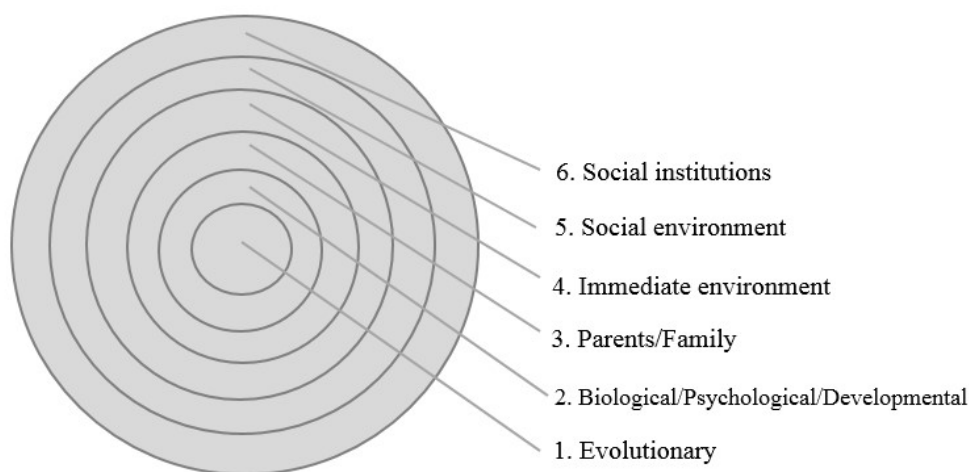 6. Social institutions
5. Social environment
4. Immediate environment
3. Parents/Family
2. Biological/Psychological/Developmental
1. Evolutionary